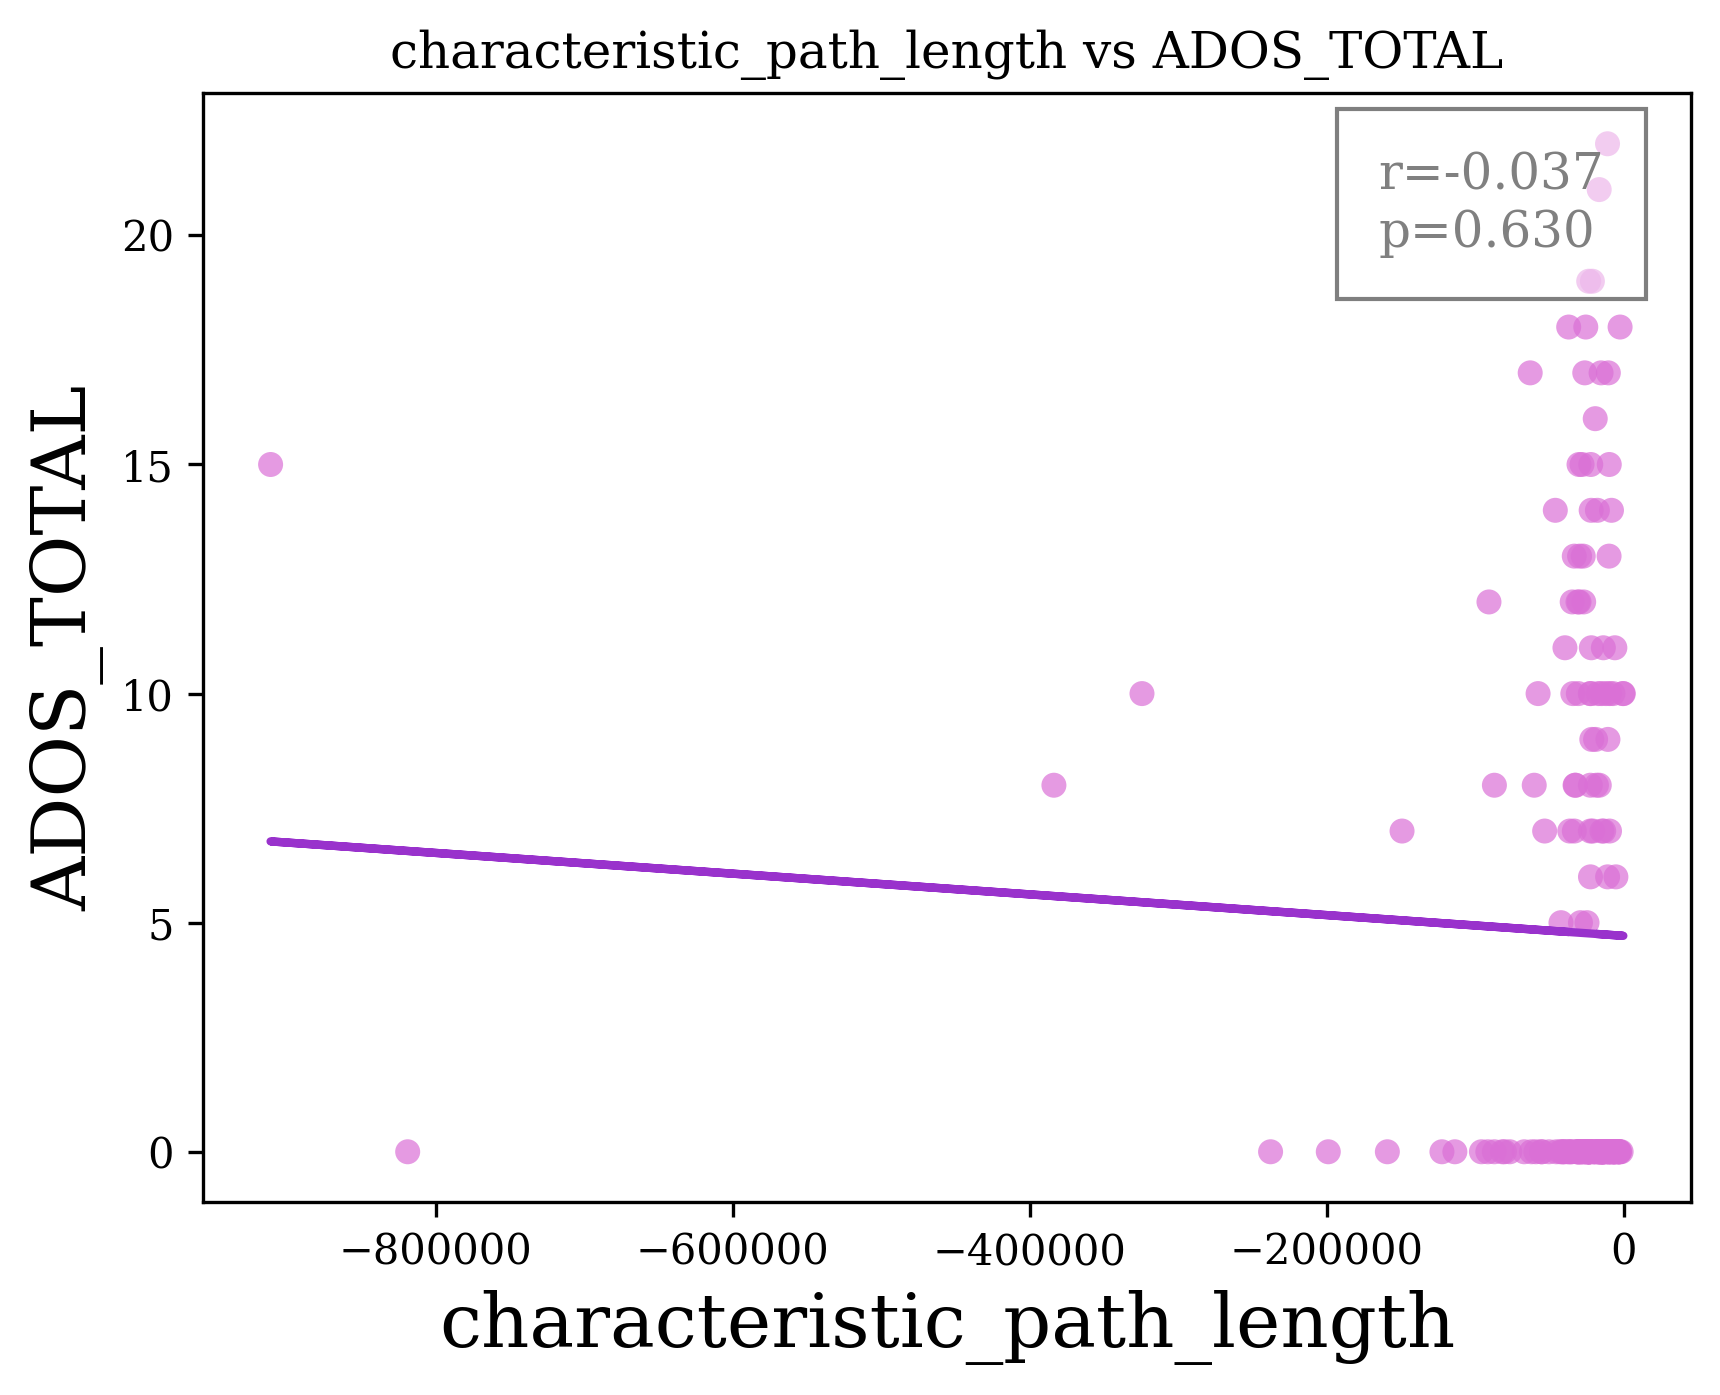 characteristic_path_length vs ADOS_TOTAL
r=-0.037
p=0.630
ADOS_TOTAL
20
15
10
5
0
−800000
−600000
−400000
−200000
0
characteristic_path_length